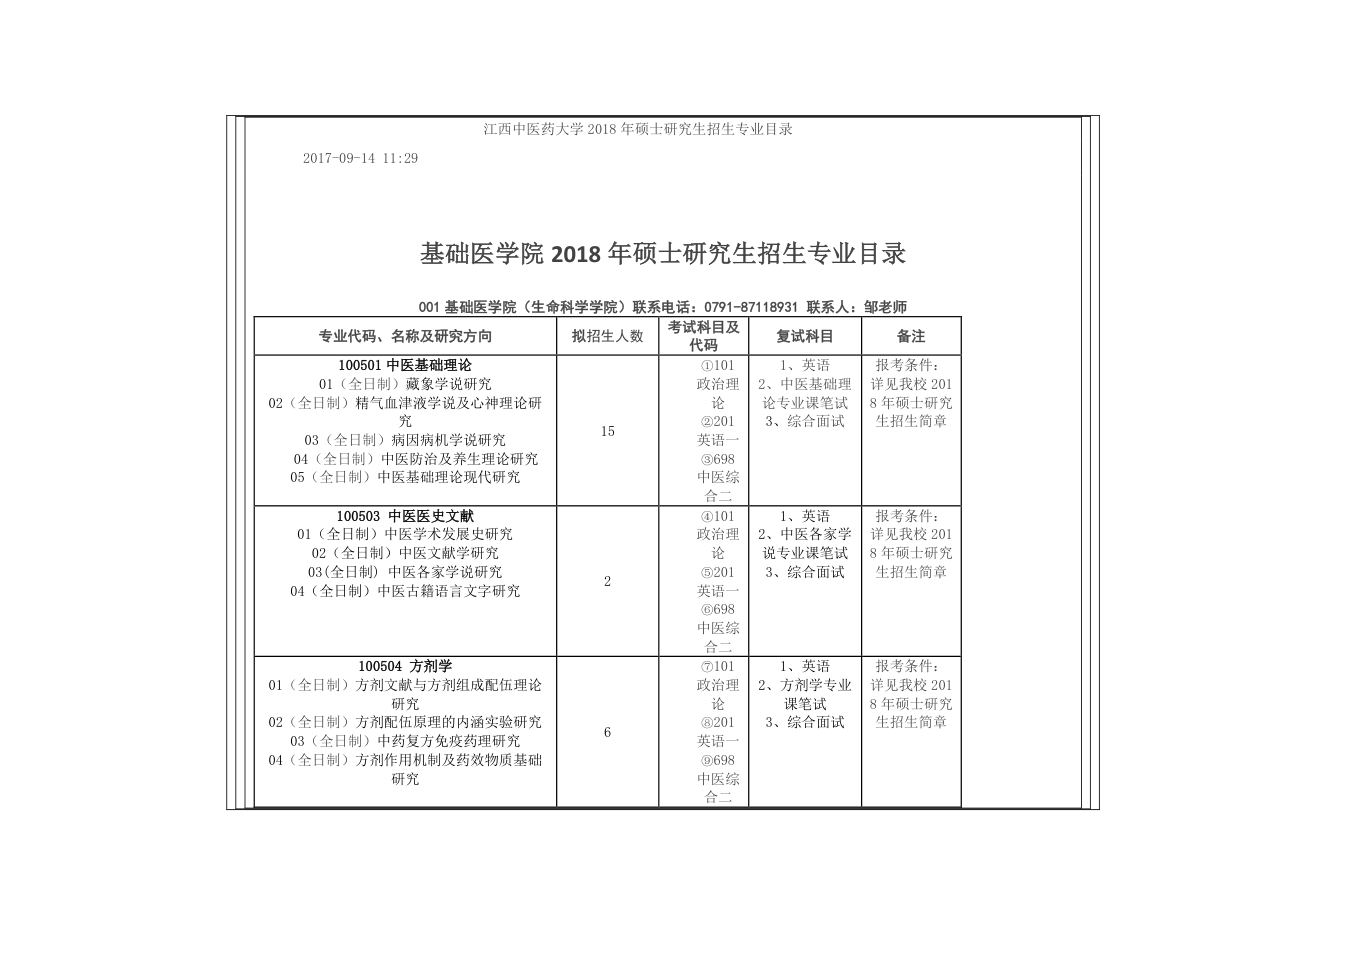 江西中医药大学 2018 年硕士研究生招生专业目录
2017-09-14 11:29
基础医学院 2018 年硕士研究生招生专业目录
001 基础医学院（生命科学学院）联系电话：0791-87118931 联系人：邹老师
专业代码、名称及研究方向
拟招生人数
考试科目及
代码
复试科目
备注
100501 中医基础理论
01（全日制）藏象学说研究
02（全日制）精气血津液学说及心神理论研
究
03（全日制）病因病机学说研究
04（全日制）中医防治及养生理论研究
05（全日制）中医基础理论现代研究
15
①101
政治理
论
②201
英语一
③698
中医综
合二
1、英语
2、中医基础理
论专业课笔试
3、综合面试
报考条件：
详见我校 201
8 年硕士研究
生招生简章
100503 中医医史文献
01（全日制）中医学术发展史研究
02（全日制）中医文献学研究
03(全日制) 中医各家学说研究
04（全日制）中医古籍语言文字研究
2
④101
政治理
论
⑤201
英语一
⑥698
中医综
合二
1、英语
2、中医各家学
说专业课笔试
3、综合面试
报考条件：
详见我校 201
8 年硕士研究
生招生简章
100504 方剂学
01（全日制）方剂文献与方剂组成配伍理论
研究
02（全日制）方剂配伍原理的内涵实验研究
03（全日制）中药复方免疫药理研究
04（全日制）方剂作用机制及药效物质基础
研究
6
⑦101
政治理
论
⑧201
英语一
⑨698
中医综
合二
1、英语
2、方剂学专业
课笔试
3、综合面试
报考条件：
详见我校 201
8 年硕士研究
生招生简章